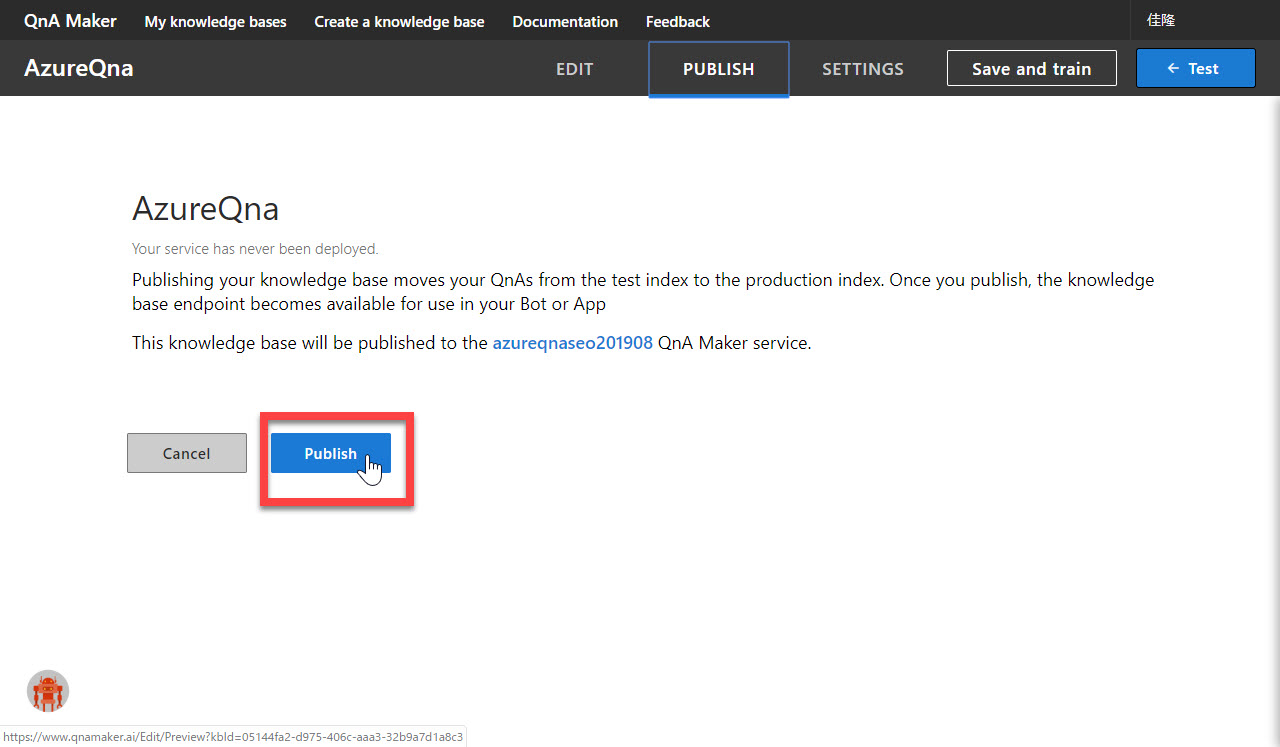 QnA Maker My knowledge bases Create a knowledge base Documentation Feedback 佳隆
AzureQna EDIT PUBLISH SETTINGS Save and train ← Test
AzureQna
Your service has never been deployed.
Publishing your knowledge base moves your QnAs from the test index to the production index. Once you publish, the knowledge
base endpoint becomes available for use in your Bot or App
This knowledge base will be published to the azureqnaseo201908 QnA Maker service.
Cancel Publish
https://www.qnamaker.ai/Edit/Preview?kbId=05144fa2-d975-406c-aaa3-32b9a7d1a8c3